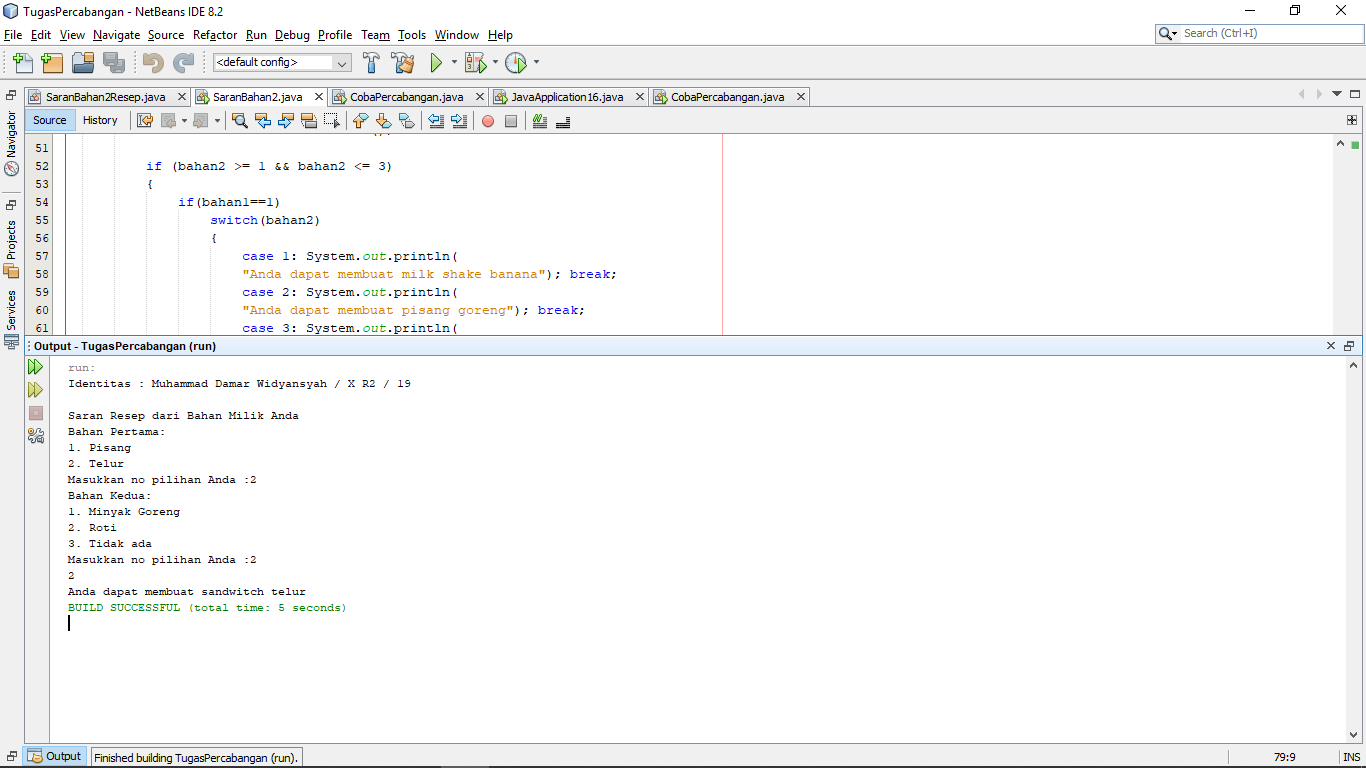 TugasPercabangan - NetBeans IDE 8.2
File Edit View Navigate Source Refactor Run Debug Profile Team Tools Window Help
Search (Ctrl+I)
<default config>
SaranBahan2Resep.java SaranBahan2.java CobaPercabangan.java JavaApplication16.java CobaPercabangan.java
Source History
Navigator
Projects
Services
51
52 if (bahan2 >= 1 && bahan2 <= 3)
53 {
54 if(bahan1==1)
55 switch(bahan2)
56 {
57 case 1: System.out.println(
58 "Anda dapat membuat milk shake banana"); break;
59 case 2: System.out.println(
60 "Anda dapat membuat pisang goreng"); break;
61 case 3: System.out.println(
Output - TugasPercabangan (run)
run:
Identitas : Muhammad Damar Widyansyah / X R2 / 19
Saran Resep dari Bahan Milik Anda
Bahan Pertama:
1. Pisang
2. Telur
Masukkan no pilihan Anda :2
Bahan Kedua:
1. Minyak Goreng
2. Roti
3. Tidak ada
Masukkan no pilihan Anda :2
2
Anda dapat membuat sandwitch telur
BUILD SUCCESSFUL (total time: 5 seconds)
Output
Finished building TugasPercabangan (run).
79:9 INS